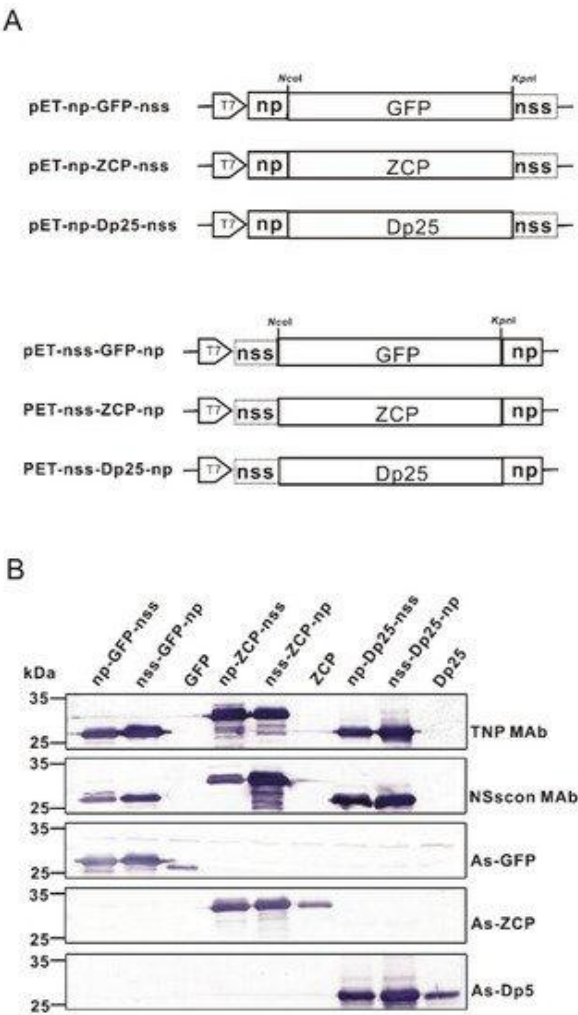 A
NcoI KpnI
pET-np-GFP-nss T7 np GFP nss
pET-np-ZCP-nss T7 np ZCP nss
pET-np-Dp25-nss T7 np Dp25 nss
NcoI KpnI
pET-nss-GFP-np T7 nss GFP np
PET-nss-ZCP-np T7 nss ZCP np
PET-nss-Dp25-np T7 nss Dp25 np
B
kDa np-GFP-nss nss-GFP-np GFP np-ZCP-nss nss-ZCP-np ZCP np-Dp25-nss nss-Dp25-np Dp25
35
25 TNP MAb
35
25 NSscon MAb
35
25 As-GFP
35
25 As-ZCP
35
25 As-Dp5